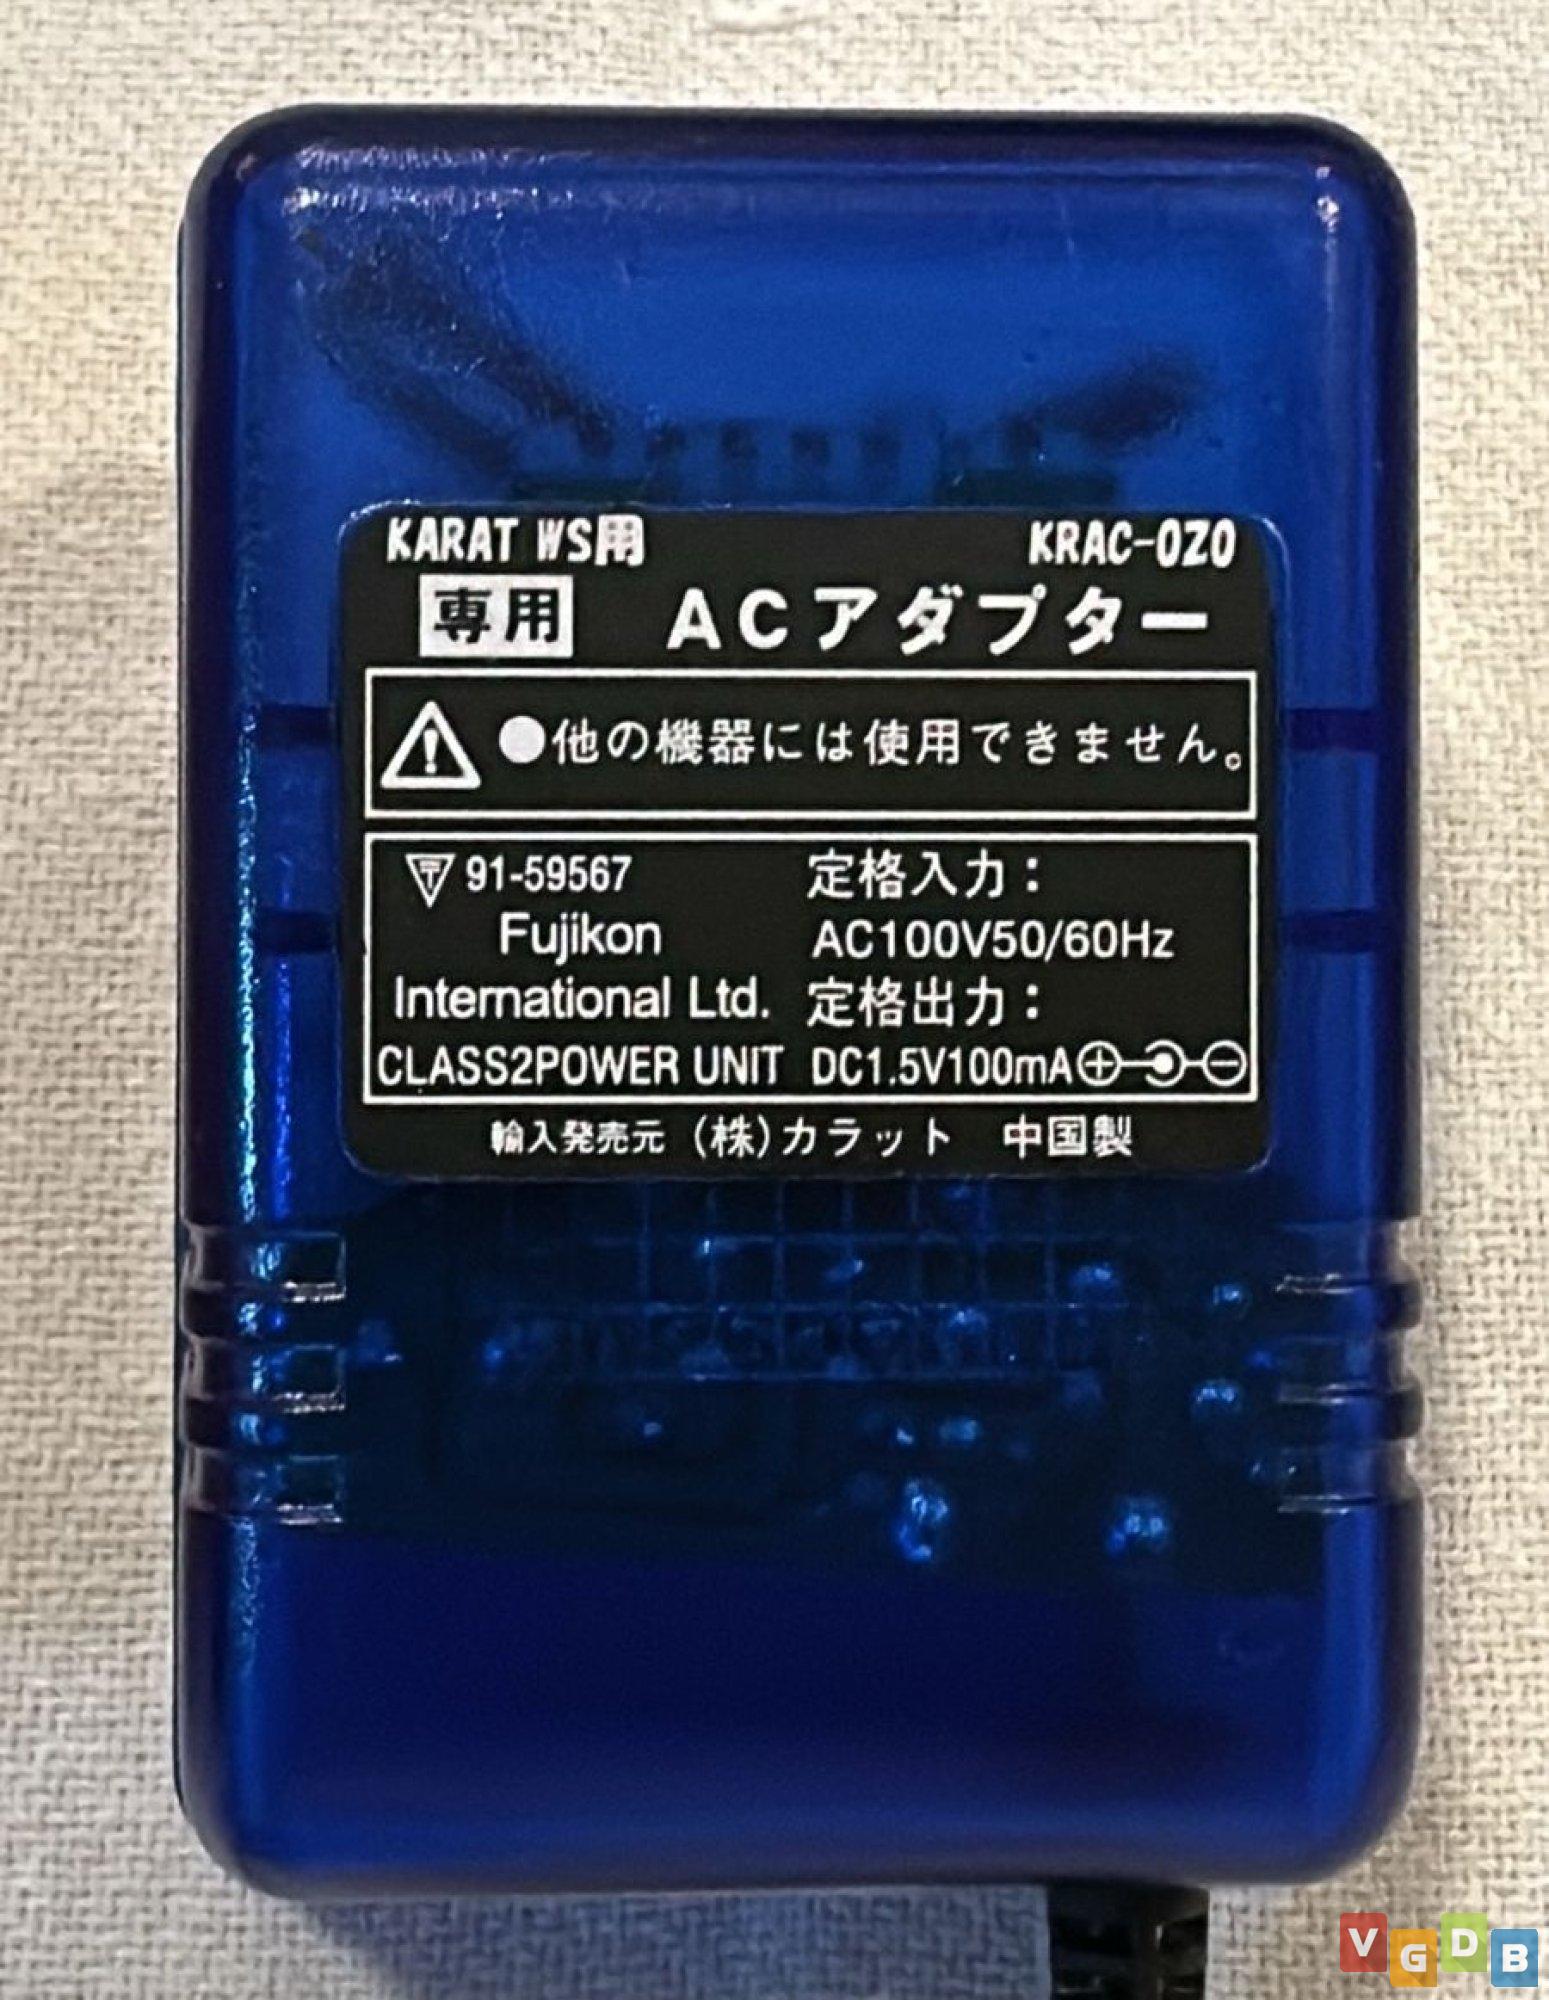 KARAT WS用 KRAC-020
専用 ACアダプター
●他の機器には使用できません。
〒 91-59567 定格入力：
Fujikon AC100V50/60Hz
International Ltd. 定格出力：
CLASS2POWER UNIT DC1.5V100mA
輸入発売元 (株)カラット 中国製
VGDB